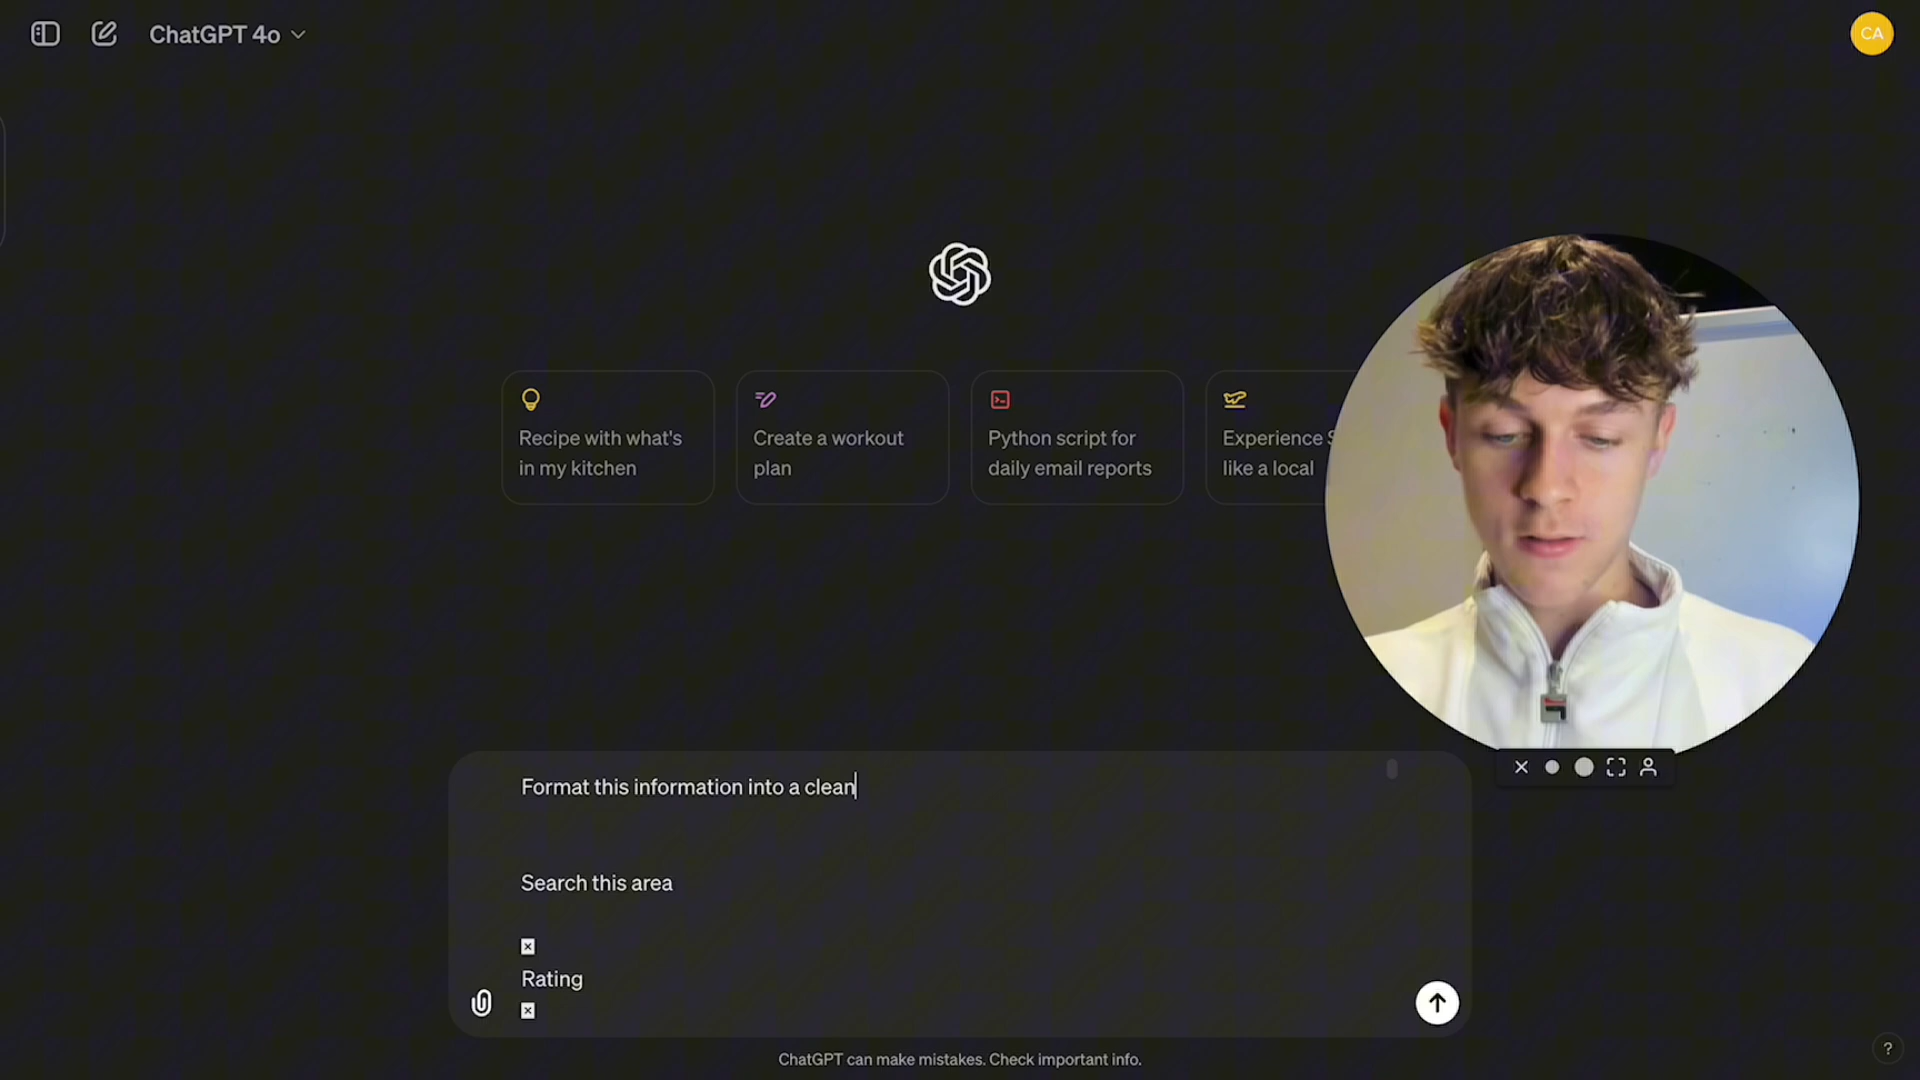 ChatGPT 4o
CA
Recipe with what's
in my kitchen
Create a workout
plan
Python script for
daily email reports
Experience S
like a local
Format this information into a clean
Search this area
Rating
ChatGPT can make mistakes. Check important info.
?